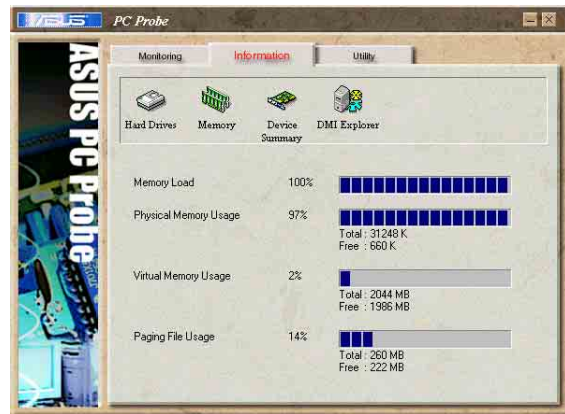 ASUS PC Probe
Monitoring Information Utility
ASUS PC Probe
Hard Drives Memory Device Summary DMI Explorer
Memory Load 100%
Physical Memory Usage 97%
Total : 31248 K
Free : 660 K
Virtual Memory Usage 2%
Total : 2044 MB
Free : 1986 MB
Paging File Usage 14%
Total : 260 MB
Free : 222 MB